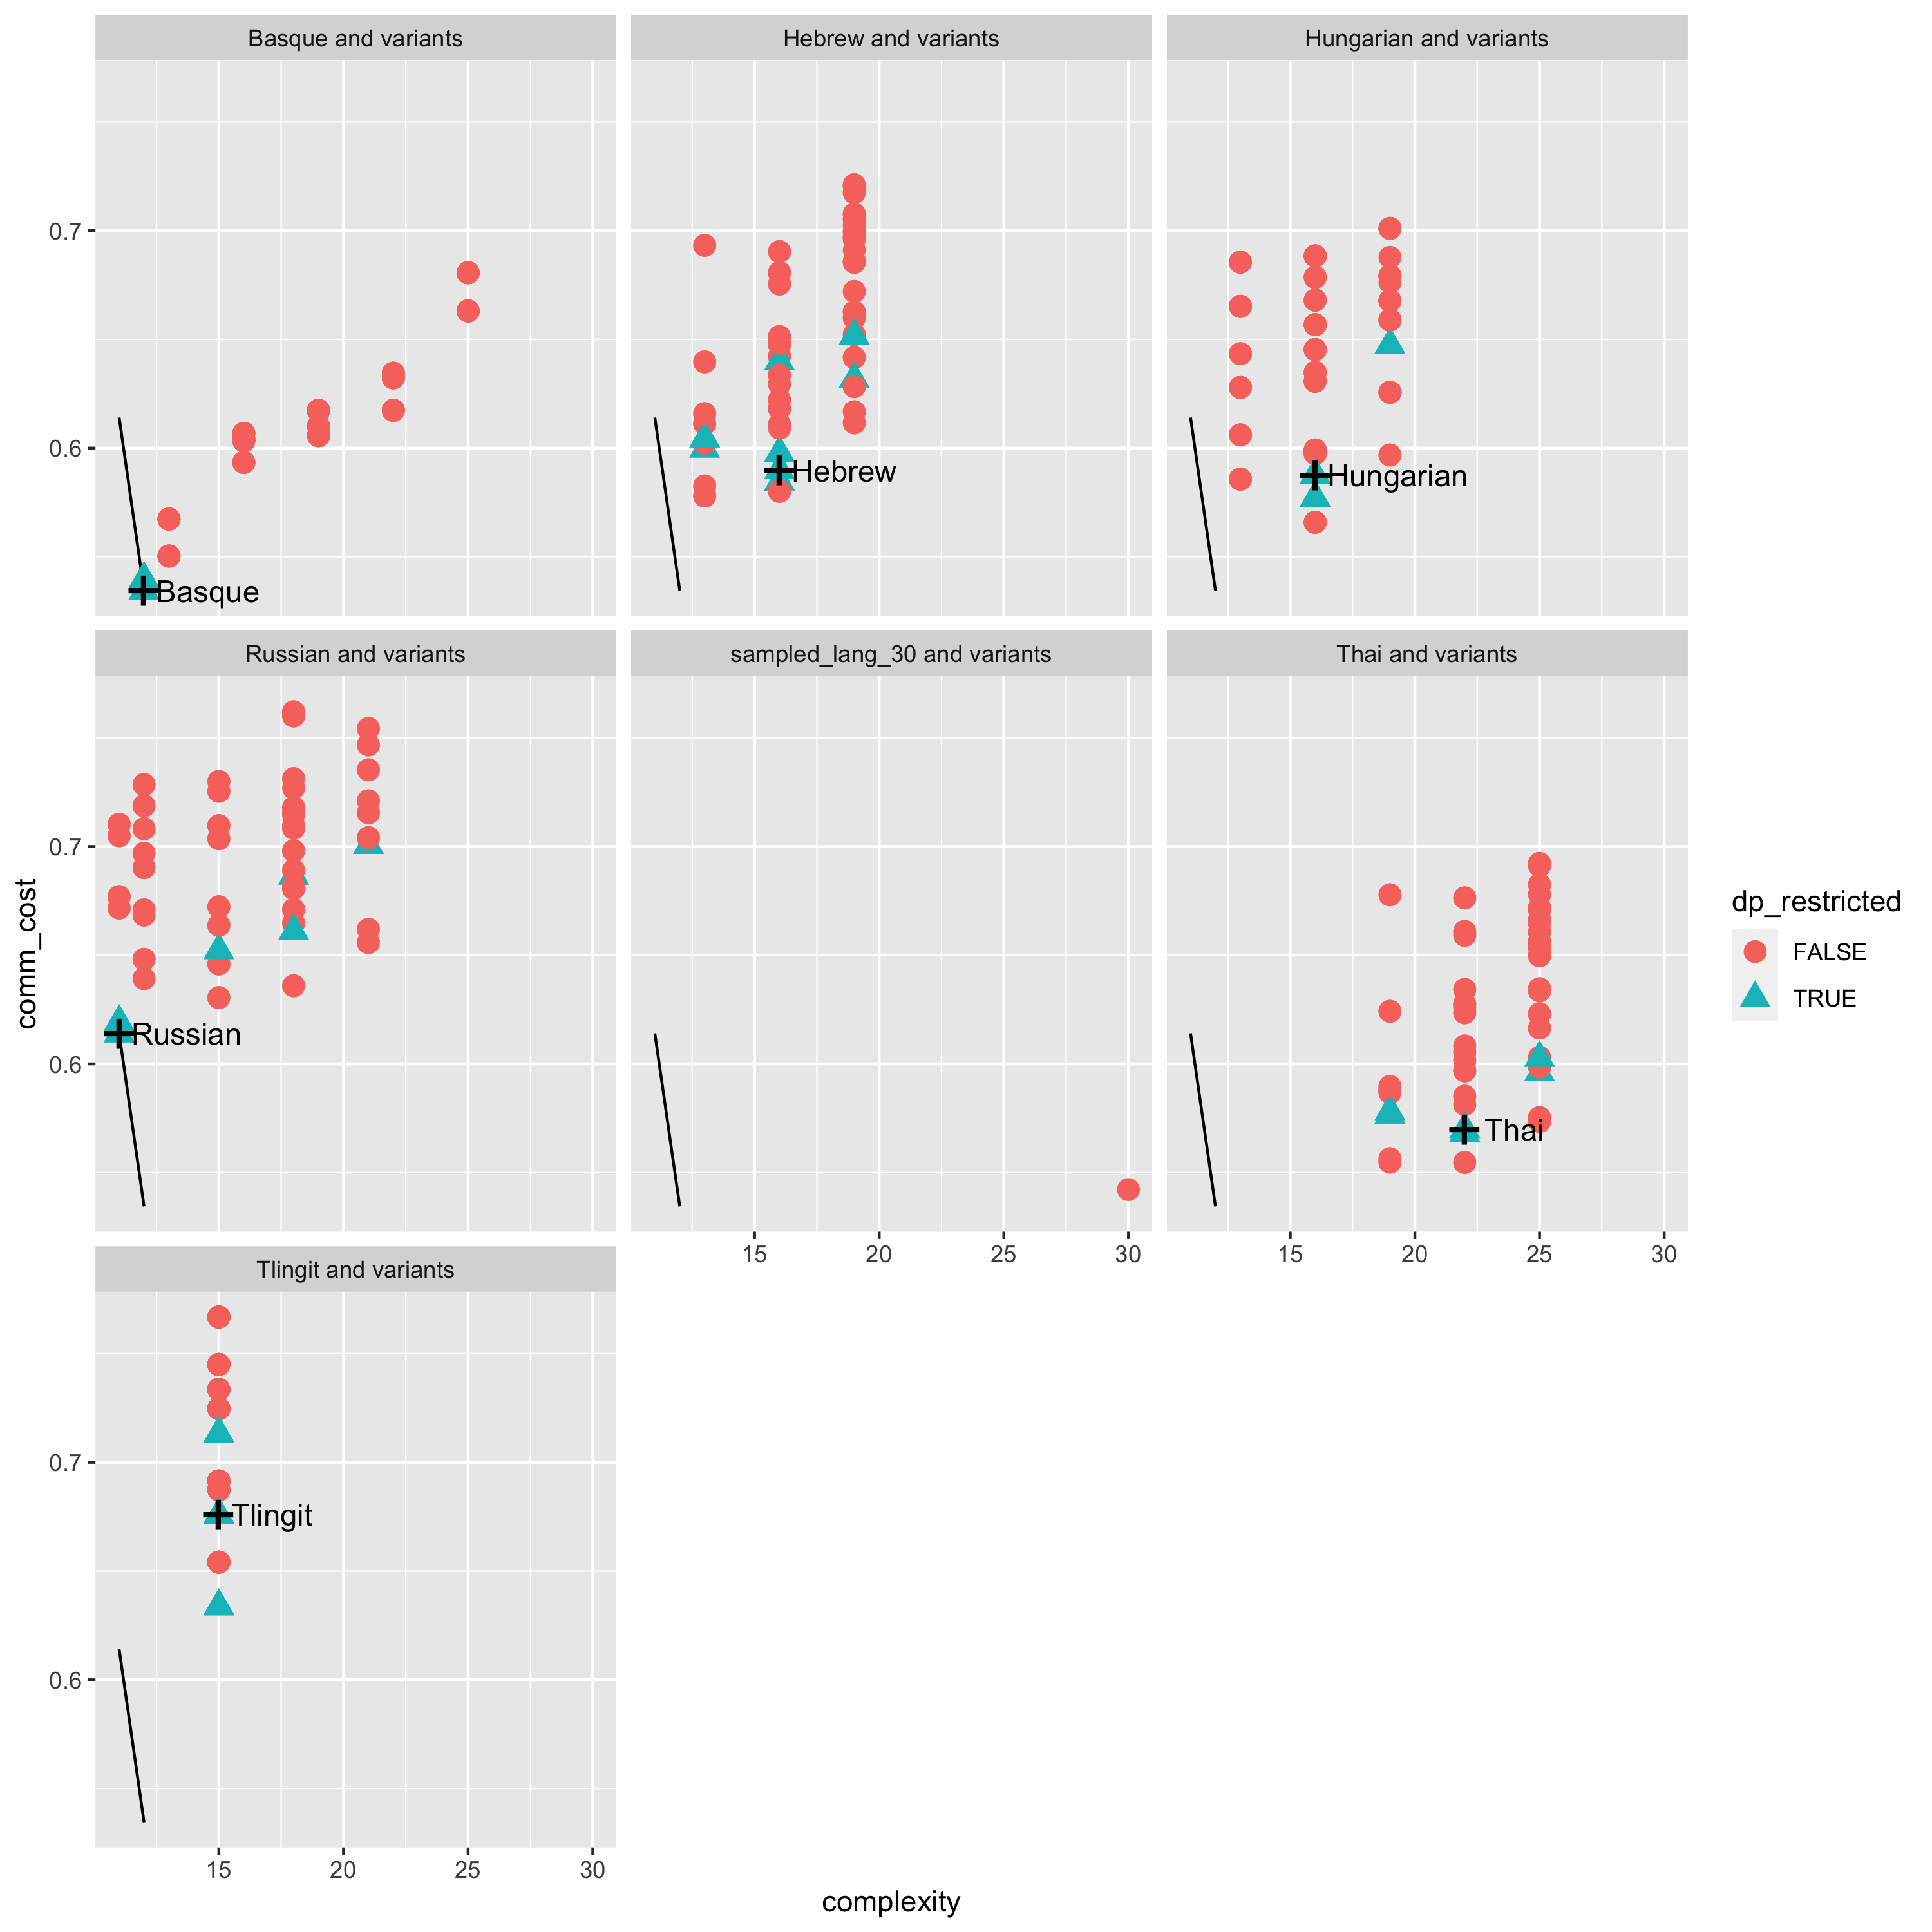 Basque and variants
Hebrew and variants
Hungarian and variants
0.7
0.6
Basque
Hebrew
Hungarian
Russian and variants
sampled_lang_30 and variants
Thai and variants
comm_cost
0.7
0.6
Russian
Thai
15
20
25
30
15
20
25
30
dp_restricted
FALSE
TRUE
Tlingit and variants
0.7
0.6
Tlingit
15
20
25
30
complexity